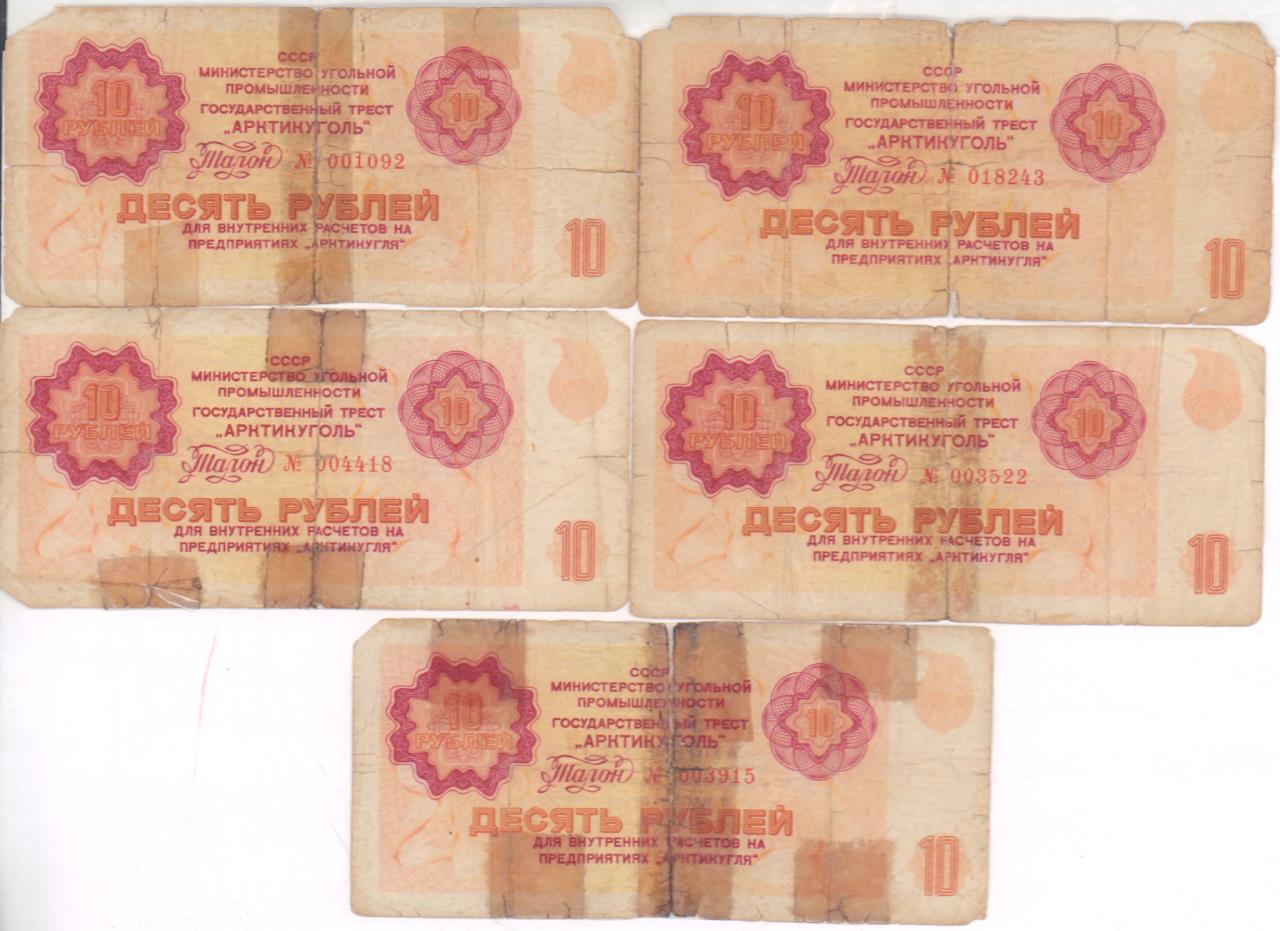 СССР
МИНИСТЕРСТВО УГОЛЬНОЙ
ПРОМЫШЛЕННОСТИ
ГОСУДАРСТВЕННЫЙ ТРЕСТ
„АРКТИКУГОЛЬ“
Талон № 001092
10
РУБЛЕЙ
10
ДЕСЯТЬ РУБЛЕЙ
ДЛЯ ВНУТРЕННИХ РАСЧЕТОВ НА
ПРЕДПРИЯТИЯХ „АРКТИКУГЛЯ“
10
СССР
МИНИСТЕРСТВО УГОЛЬНОЙ
ПРОМЫШЛЕННОСТИ
ГОСУДАРСТВЕННЫЙ ТРЕСТ
„АРКТИКУГОЛЬ“
Талон № 018243
10
РУБЛЕЙ
10
ДЕСЯТЬ РУБЛЕЙ
ДЛЯ ВНУТРЕННИХ РАСЧЕТОВ НА
ПРЕДПРИЯТИЯХ „АРКТИКУГЛЯ“
10
СССР
МИНИСТЕРСТВО УГОЛЬНОЙ
ПРОМЫШЛЕННОСТИ
ГОСУДАРСТВЕННЫЙ ТРЕСТ
„АРКТИКУГОЛЬ“
Талон № 004418
10
РУБЛЕЙ
10
ДЕСЯТЬ РУБЛЕЙ
ДЛЯ ВНУТРЕННИХ РАСЧЕТОВ НА
ПРЕДПРИЯТИЯХ „АРКТИКУГЛЯ“
10
СССР
МИНИСТЕРСТВО УГОЛЬНОЙ
ПРОМЫШЛЕННОСТИ
ГОСУДАРСТВЕННЫЙ ТРЕСТ
„АРКТИКУГОЛЬ“
Талон № 003522
10
РУБЛЕЙ
10
ДЕСЯТЬ РУБЛЕЙ
ДЛЯ ВНУТРЕННИХ РАСЧЕТОВ НА
ПРЕДПРИЯТИЯХ „АРКТИКУГЛЯ“
10
СССР
МИНИСТЕРСТВО УГОЛЬНОЙ
ПРОМЫШЛЕННОСТИ
ГОСУДАРСТВЕННЫЙ ТРЕСТ
„АРКТИКУГОЛЬ“
Талон № 003915
10
РУБЛЕЙ
10
ДЕСЯТЬ РУБЛЕЙ
ДЛЯ ВНУТРЕННИХ РАСЧЕТОВ НА
ПРЕДПРИЯТИЯХ „АРКТИКУГЛЯ“
10